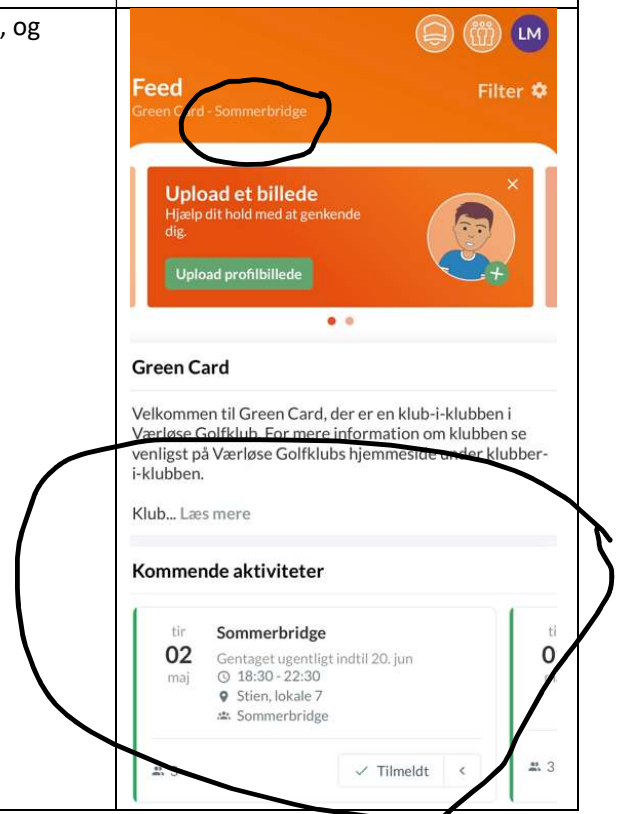 , og
LM
Feed
Filter
Green Card - Sommerbridge
Upload et billede
Hjælp dit hold med at genkende
dig.
Upload profilbillede
Green Card
Velkommen til Green Card, der er en klub-i-klubben i
Værløse Golfklub. For mere information om klubben se
venligst på Værløse Golfklubs hjemmeside under klubber-
i-klubben.
Klub... Læs mere
Kommende aktiviteter
tir
02
maj
Sommerbridge
Gentaget ugentligt indtil 20. jun
18:30 - 22:30
Stien, lokale 7
Sommerbridge
Tilmeldt
ti
0
3